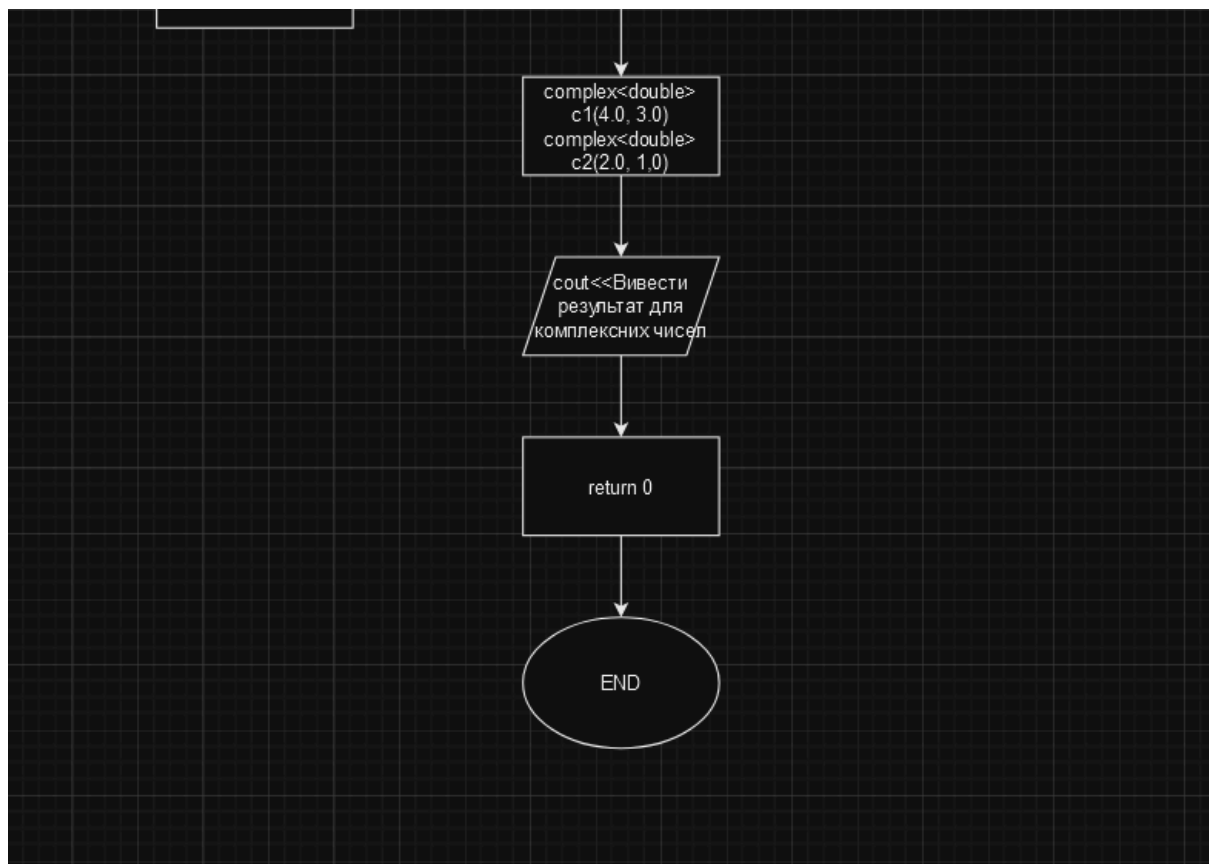 complex<double>
c1(4.0, 3.0)
complex<double>
c2(2.0, 1,0)
cout<<Вивести
результат для
комплексних чисел
return 0
END